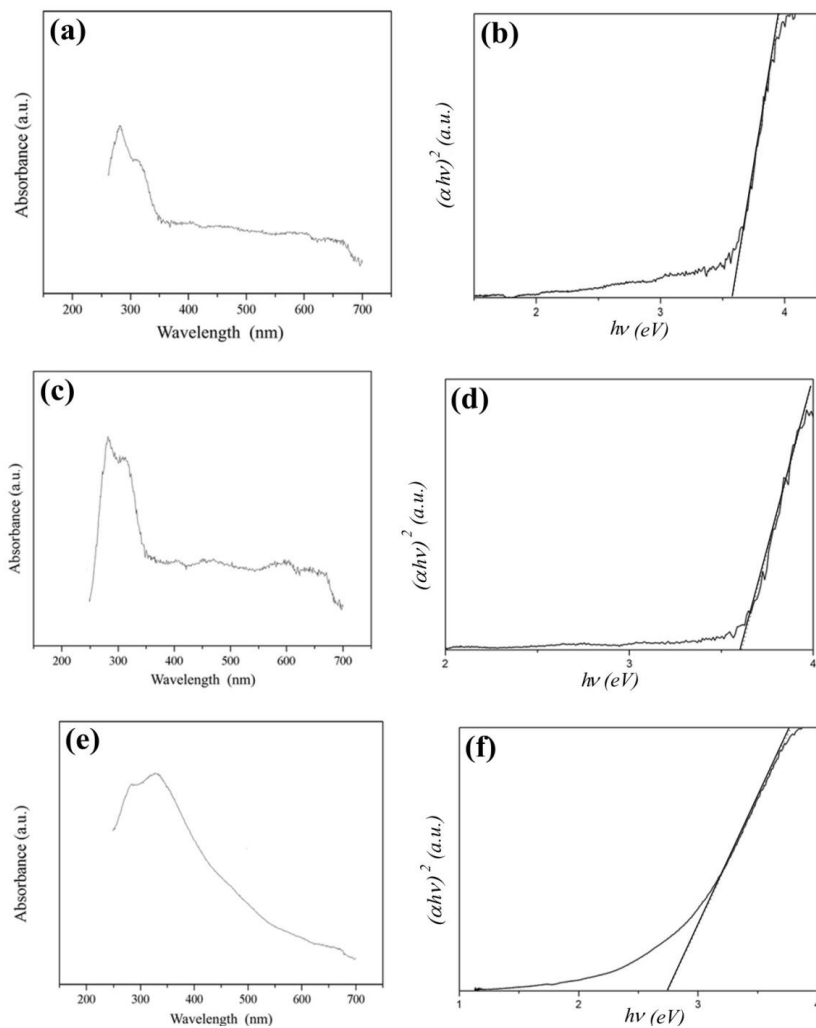 (a)
Absorbance (a.u.)
200 300 400 500 600 700
Wavelength (nm)
(b)
(αhν)² (a.u.)
2 3 4
hν (eV)
(c)
Absorbance (a.u.)
200 300 400 500 600 700
Wavelength (nm)
(d)
(αhν)² (a.u.)
2 3 4
hν (eV)
(e)
Absorbance (a.u.)
200 300 400 500 600 700
Wavelength (nm)
(f)
(αhν)² (a.u.)
1 2 3 4
hν (eV)